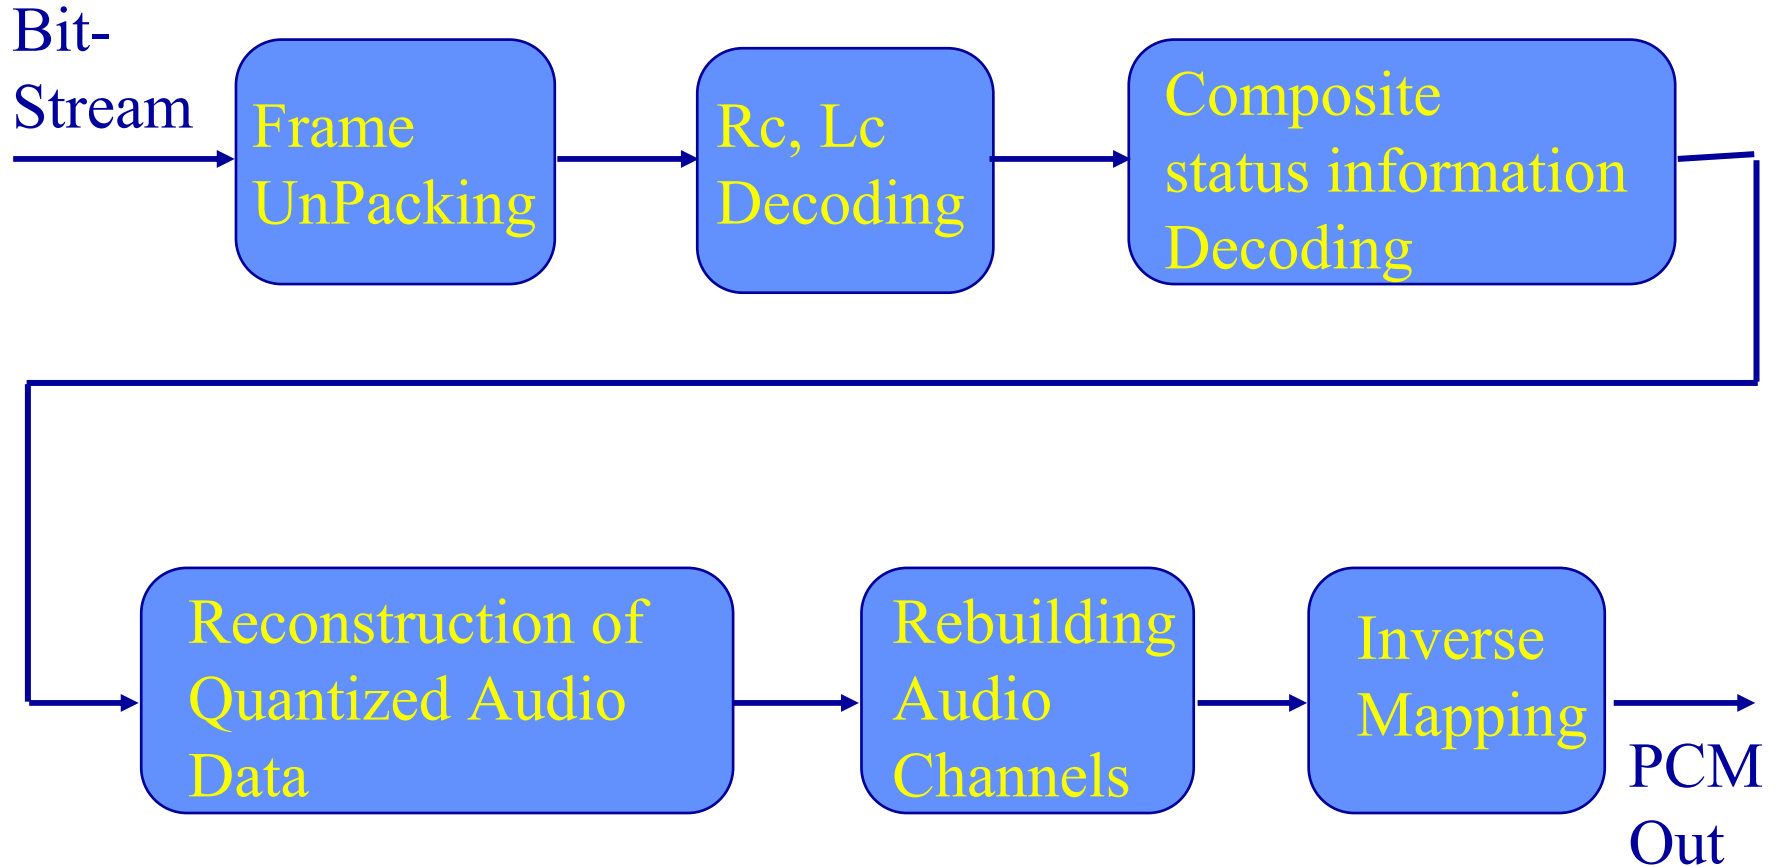 Bit-
Stream
Frame
UnPacking
Rc, Lc
Decoding
Composite
status information
Decoding
Reconstruction of
Quantized Audio
Data
Rebuilding
Audio
Channels
Inverse
Mapping
PCM
Out